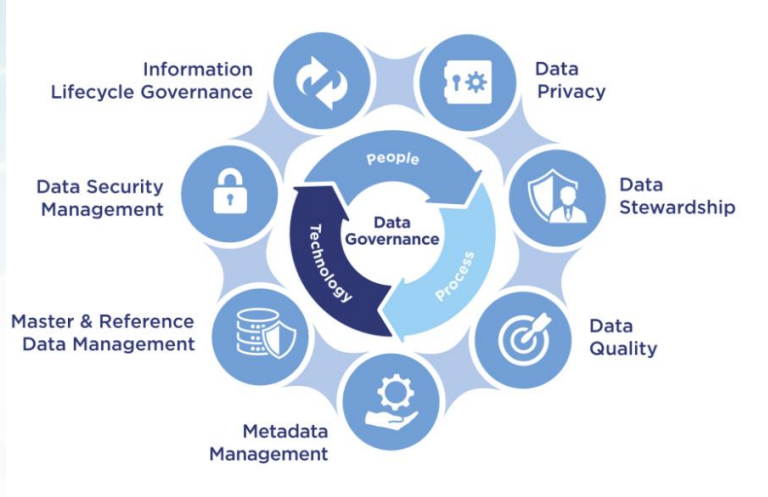 Information
Lifecycle Governance
Data
Privacy
Data Security
Management
Data
Stewardship
Master & Reference
Data Management
Data
Quality
Metadata
Management
People
Process
Technology
Data
Governance